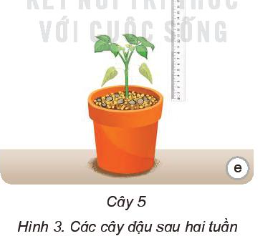 KẾT NỐI TRI THỨC
VỚI CUỘC SỐNG
e
Cây 5
Hình 3. Các cây đậu sau hai tuần